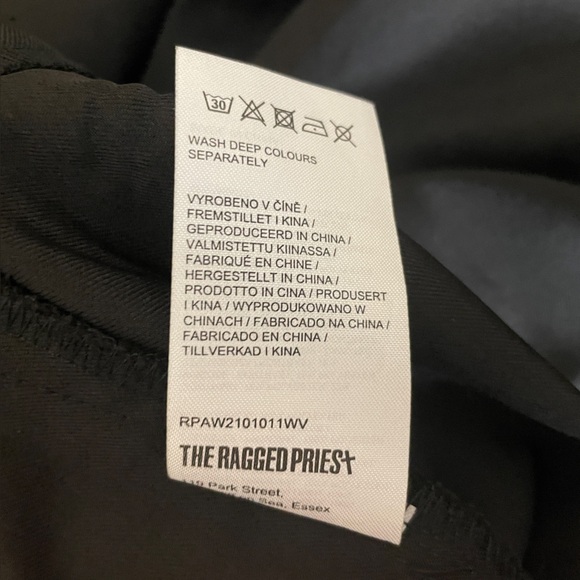 30
WASH DEEP COLOURS
SEPARATELY
VYROBENO V ČÍNĚ /
FREMSTILLET I KINA /
GEPRODUCEERD IN CHINA /
VALMISTETTU KIINASSA /
FABRIQUÉ EN CHINE /
HERGESTELLT IN CHINA /
PRODOTTO IN CINA / PRODUSERT
I KINA / WYPRODUKOWANO W
CHINACH / FABRICADO NA CHINA /
FABRICADO EN CHINA /
TILLVERKAD I KINA
RPAW2101011WV
THE RAGGED PRIEST
Park Street,
Sea, Essex